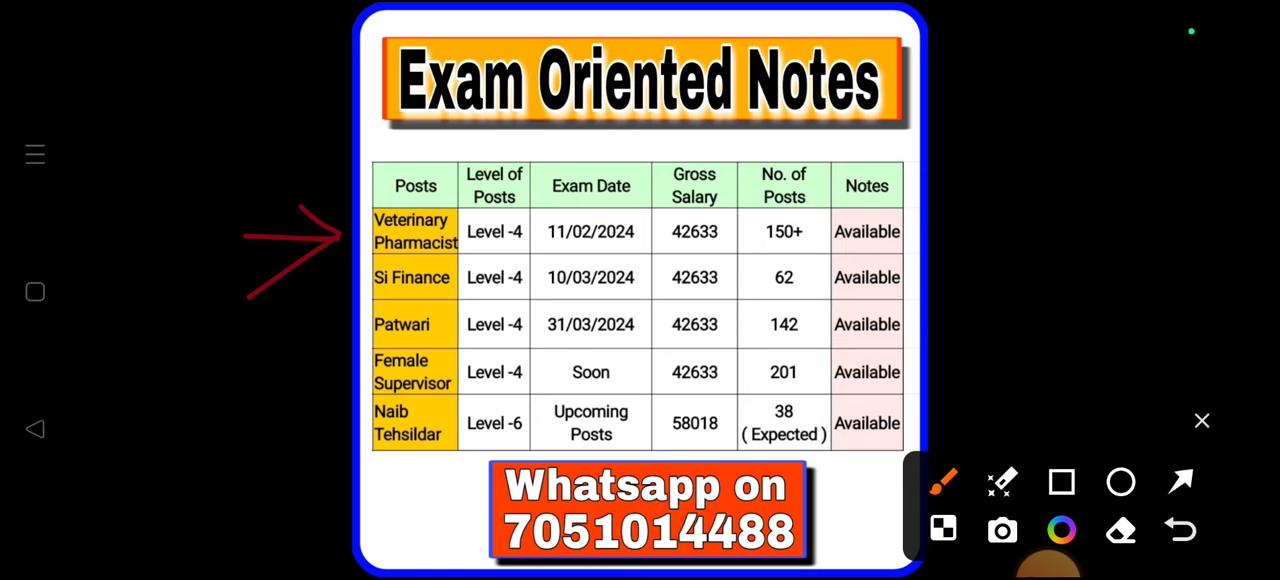 Exam Oriented Notes
Posts Level of Posts Exam Date Gross Salary No. of Posts Notes
Veterinary Pharmacist Level -4 11/02/2024 42633 150+ Available
Si Finance Level -4 10/03/2024 42633 62 Available
Patwari Level -4 31/03/2024 42633 142 Available
Female Supervisor Level -4 Soon 42633 201 Available
Naib Tehsildar Level -6 Upcoming Posts 58018 38 ( Expected ) Available
Whatsapp on
7051014488